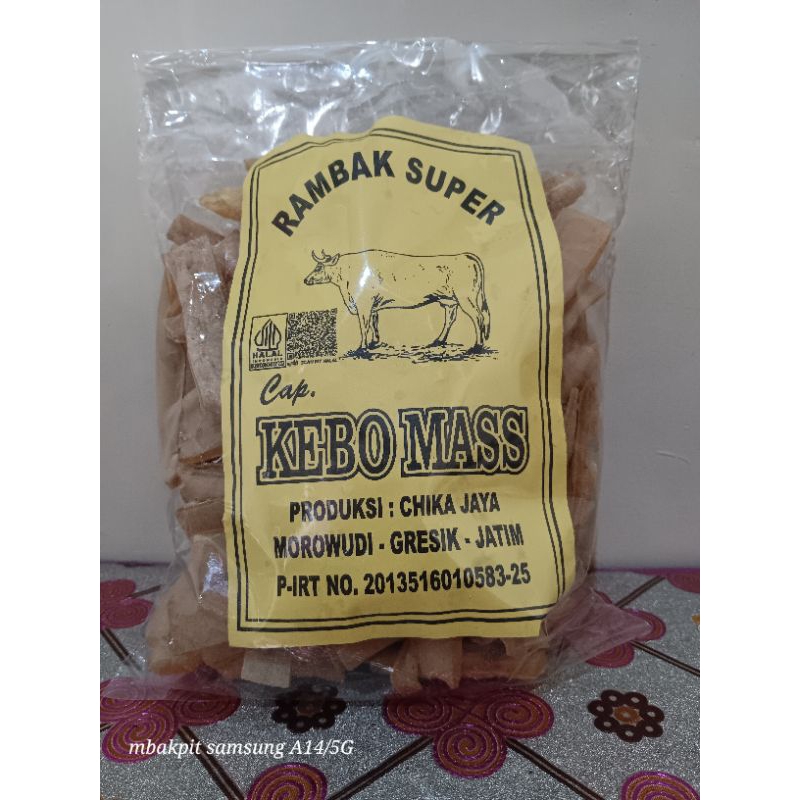 RAMBAK SUPER
HALAL
INDONESIA
Cap.
KEBO MASS
PRODUKSI : CHIKA JAYA
MOROWUDI - GRESIK - JATIM
P-IRT NO. 2013516010583-25
mbakpit samsung A14/5G